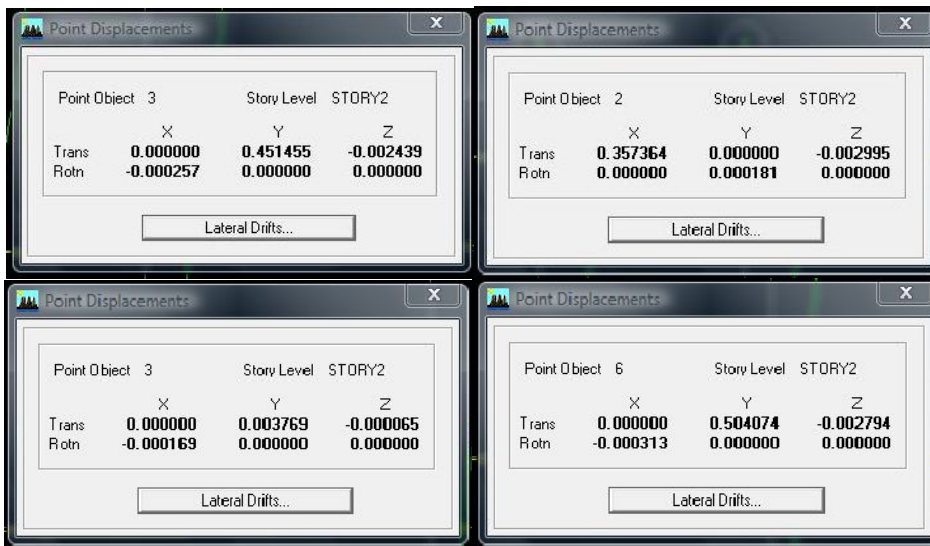 Point Displacements X
Point Object 3 Story Level STORY2
X Y Z
Trans 0.000000 0.451455 -0.002439
Rotn -0.000257 0.000000 0.000000
Lateral Drifts...
Point Displacements X
Point Object 2 Story Level STORY2
X Y Z
Trans 0.357364 0.000000 -0.002995
Rotn 0.000000 0.000181 0.000000
Lateral Drifts...
Point Displacements X
Point Object 3 Story Level STORY2
X Y Z
Trans 0.000000 0.003769 -0.000065
Rotn -0.000169 0.000000 0.000000
Lateral Drifts...
Point Displacements X
Point Object 6 Story Level STORY2
X Y Z
Trans 0.000000 0.504074 -0.002794
Rotn -0.000313 0.000000 0.000000
Lateral Drifts...